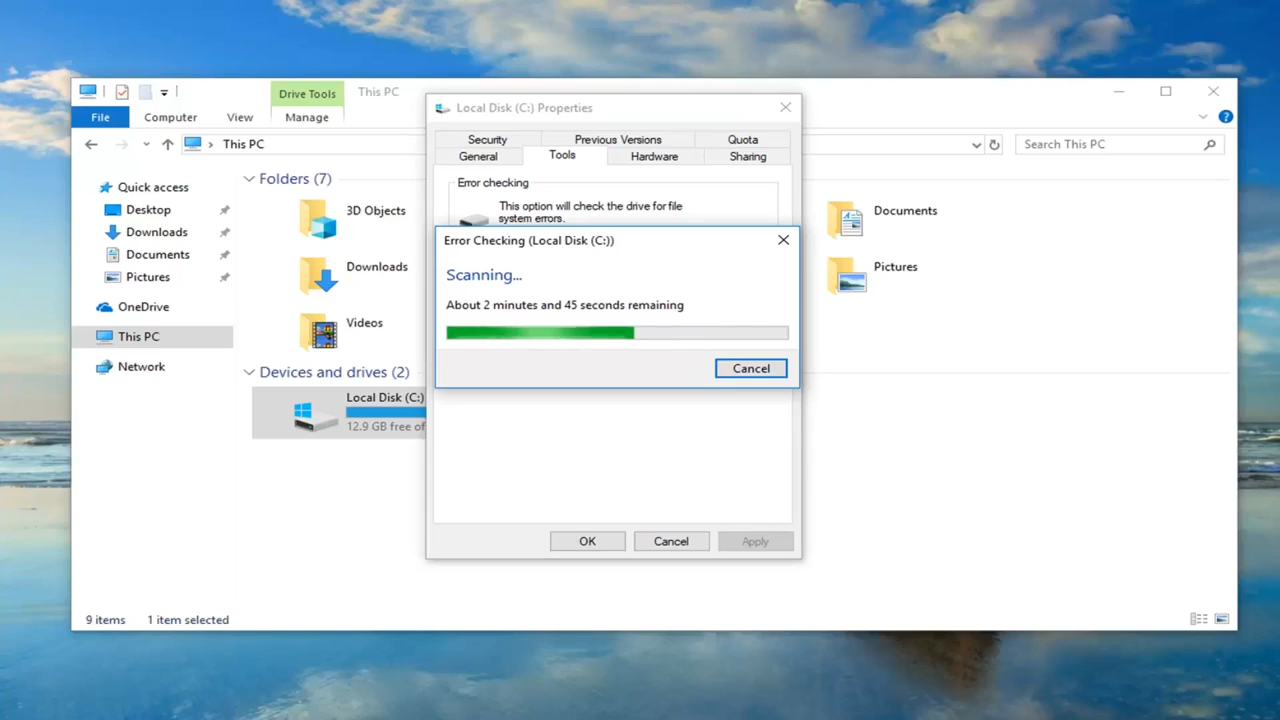 Drive Tools
This PC
File
Computer
View
Manage
This PC
Search This PC
Quick access
Desktop
Downloads
Documents
Pictures
OneDrive
This PC
Network
Folders (7)
3D Objects
Downloads
Videos
Documents
Pictures
Devices and drives (2)
Local Disk (C:)
12.9 GB free of
9 items
1 item selected
Local Disk (C:) Properties
Security
Previous Versions
Quota
General
Tools
Hardware
Sharing
Error checking
This option will check the drive for file
system errors.
Error Checking (Local Disk (C:))
Scanning...
About 2 minutes and 45 seconds remaining
Cancel
OK
Cancel
Apply